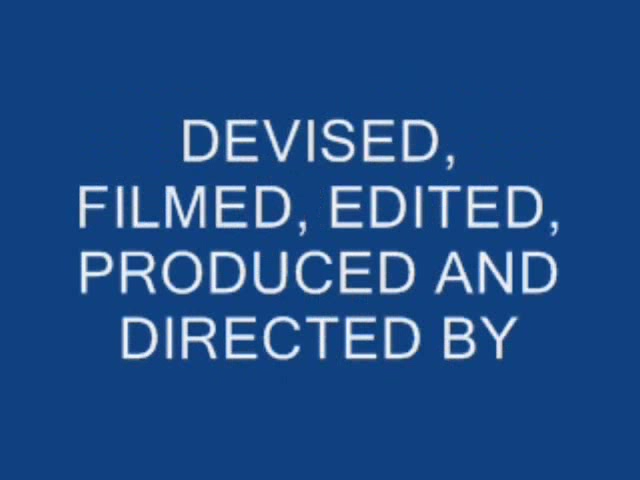 DEVISED,
FILMED, EDITED,
PRODUCED AND
DIRECTED BY